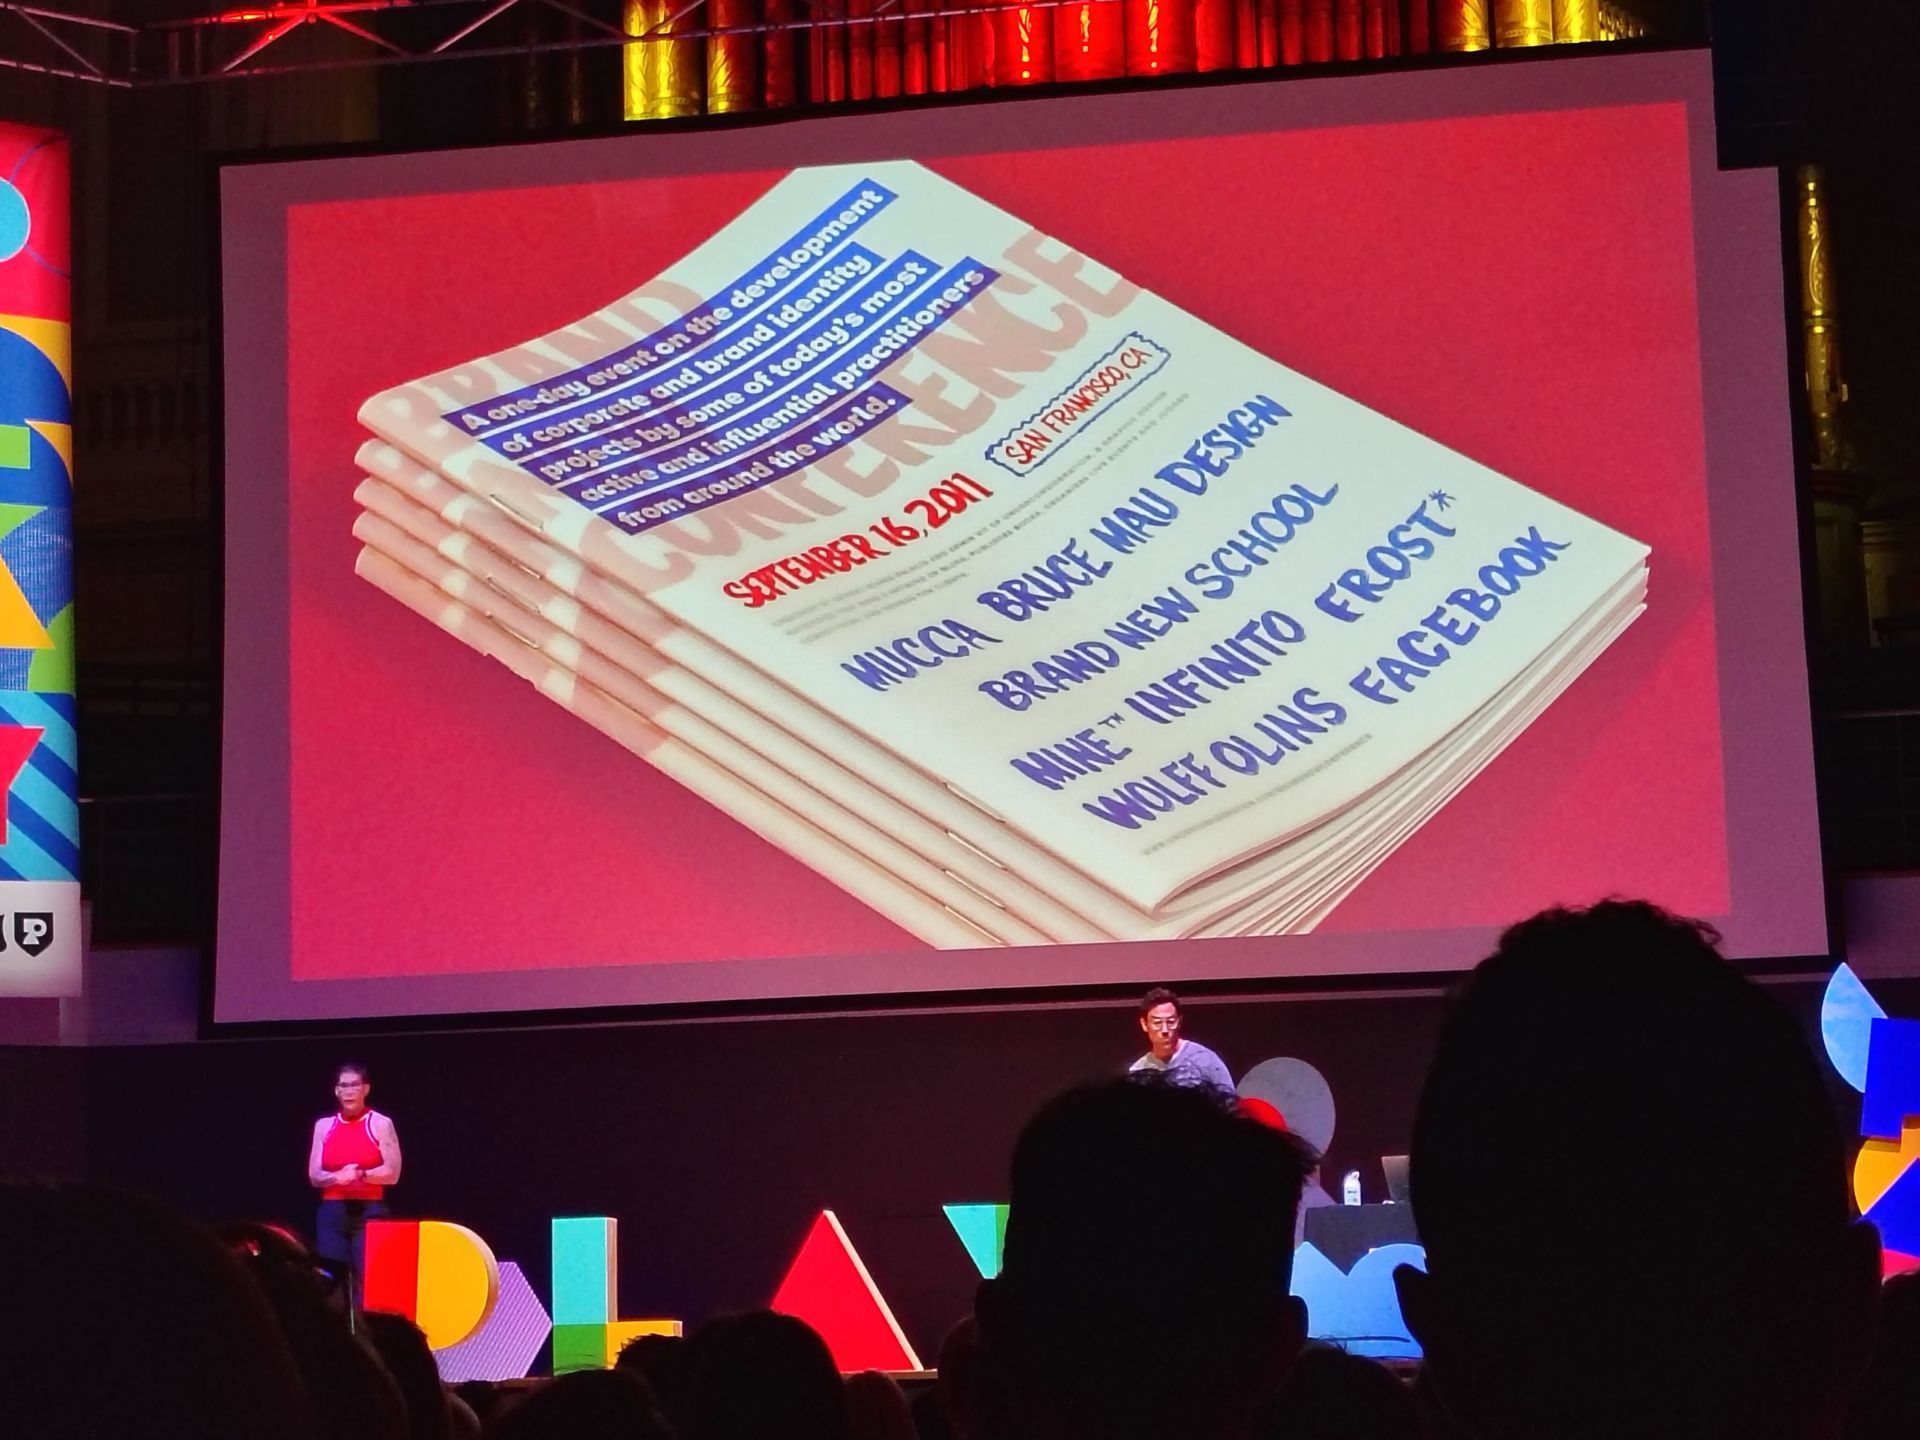 BRAND
CONFERENCE
A one-day event on the development
of corporate and brand identity
projects by some of today's most
active and influential practitioners
from around the world.
SEPTEMBER 16, 2011
SAN FRANCISCO, CA
MUCCA BRUCE MAU DESIGN
BRAND NEW SCHOOL
MINE™ INFINITO FROST*
WOLFF OLINS FACEBOOK
PLAY
P